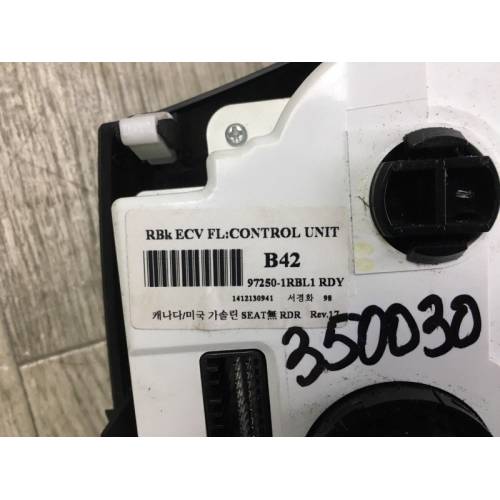 RBk ECV FL:CONTROL UNIT
B42
97250-1RBL1 RDY
1412130941 서경화 98
캐나다/미국 가솔린 SEAT無 RDR Rev.17
350030